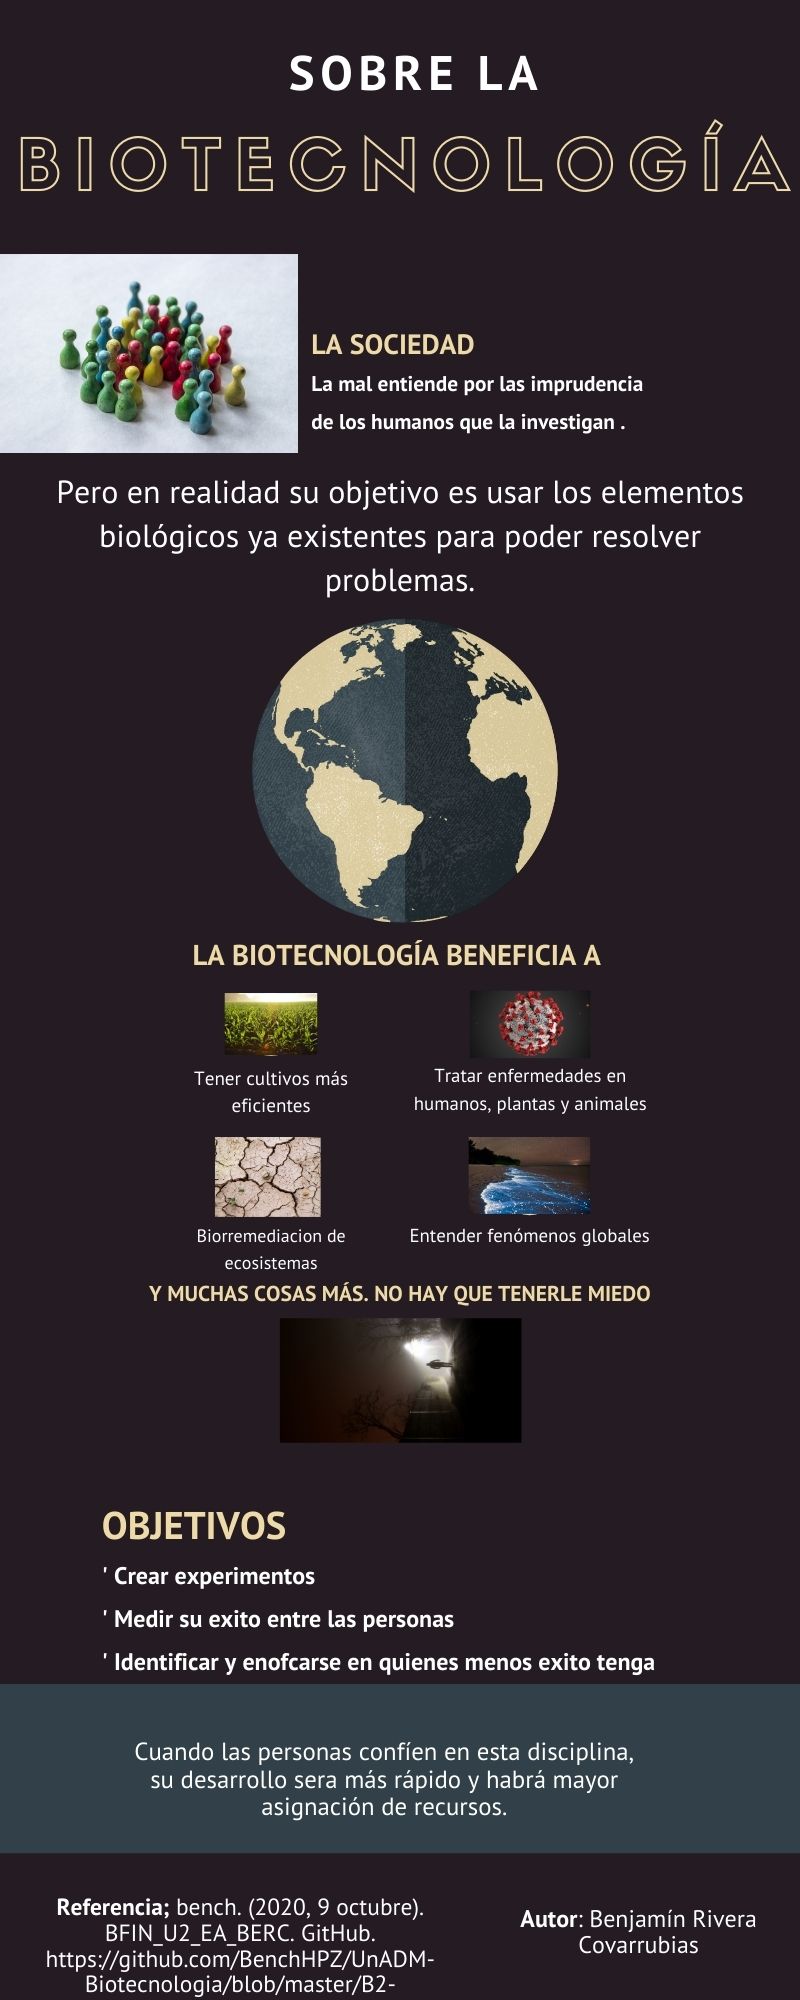 SOBRE LA
BIOTECNOLOGÍA
LA SOCIEDAD
La mal entiende por las imprudencia
de los humanos que la investigan .
Pero en realidad su objetivo es usar los elementos
biológicos ya existentes para poder resolver
problemas.
LA BIOTECNOLOGÍA BENEFICIA A
Tener cultivos más
eficientes
Tratar enfermedades en
humanos, plantas y animales
Biorremediacion de
ecosistemas
Entender fenómenos globales
Y MUCHAS COSAS MÁS. NO HAY QUE TENERLE MIEDO
OBJETIVOS
' Crear experimentos
' Medir su exito entre las personas
' Identificar y enofcarse en quienes menos exito tenga
Cuando las personas confíen en esta disciplina,
su desarrollo sera más rápido y habrá mayor
asignación de recursos.
Referencia; bench. (2020, 9 octubre).
BFIN_U2_EA_BERC. GitHub.
https://github.com/BenchHPZ/UnADM-
Biotecnologia/blob/master/B2-
Autor: Benjamín Rivera
Covarrubias